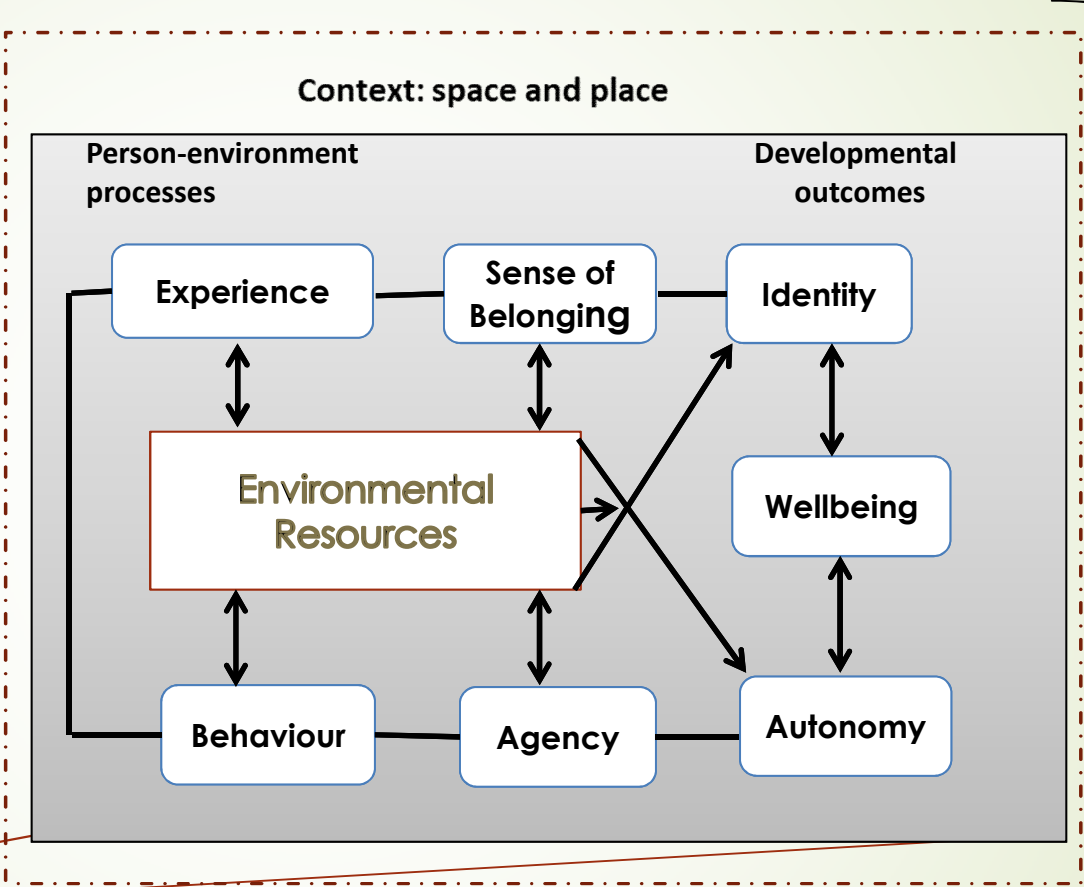 Context: space and place
Person-environment
processes
Developmental
outcomes
Experience
Sense of
Belonging
Identity
Environmental
Resources
Wellbeing
Behaviour
Agency
Autonomy